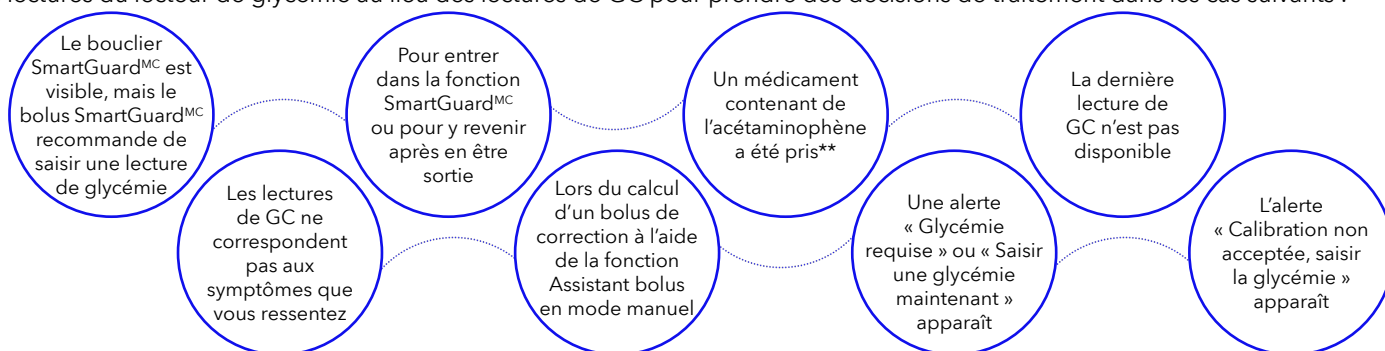 lectures du lecteur de glycémie au lieu des lectures de GC pour prendre des décisions de traitement dans les cas suivants :
Le bouclier
SmartGuardᴹᶜ est
visible, mais le
bolus SmartGuardᴹᶜ
recommande de
saisir une lecture
de glycémie
Les lectures
de GC ne
correspondent
pas aux
symptômes que
vous ressentez
Pour entrer
dans la fonction
SmartGuardᴹᶜ
ou pour y revenir
après en être
sortie
Lors du calcul
d'un bolus de
correction à l'aide
de la fonction
Assistant bolus
en mode manuel
Un médicament
contenant de
l'acétaminophène
a été pris**
Une alerte
« Glycémie
requise » ou « Saisir
une glycémie
maintenant »
apparaît
La dernière
lecture de
GC n'est pas
disponible
L'alerte
« Calibration non
acceptée, saisir
la glycémie »
apparaît